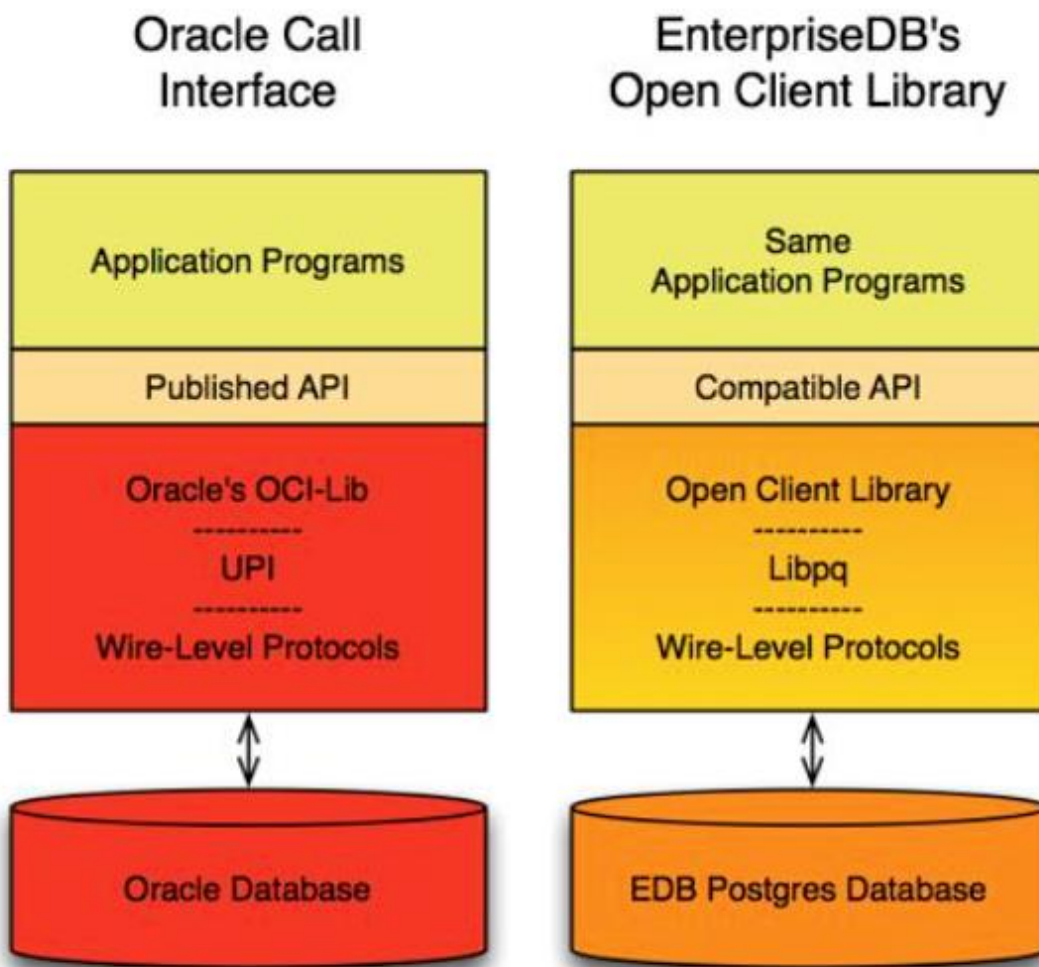 Oracle Call
Interface
Application Programs
Published API
Oracle's OCI-Lib
----------
UPI
----------
Wire-Level Protocols
Oracle Database
EnterpriseDB's
Open Client Library
Same
Application Programs
Compatible API
Open Client Library
----------
Libpq
----------
Wire-Level Protocols
EDB Postgres Database